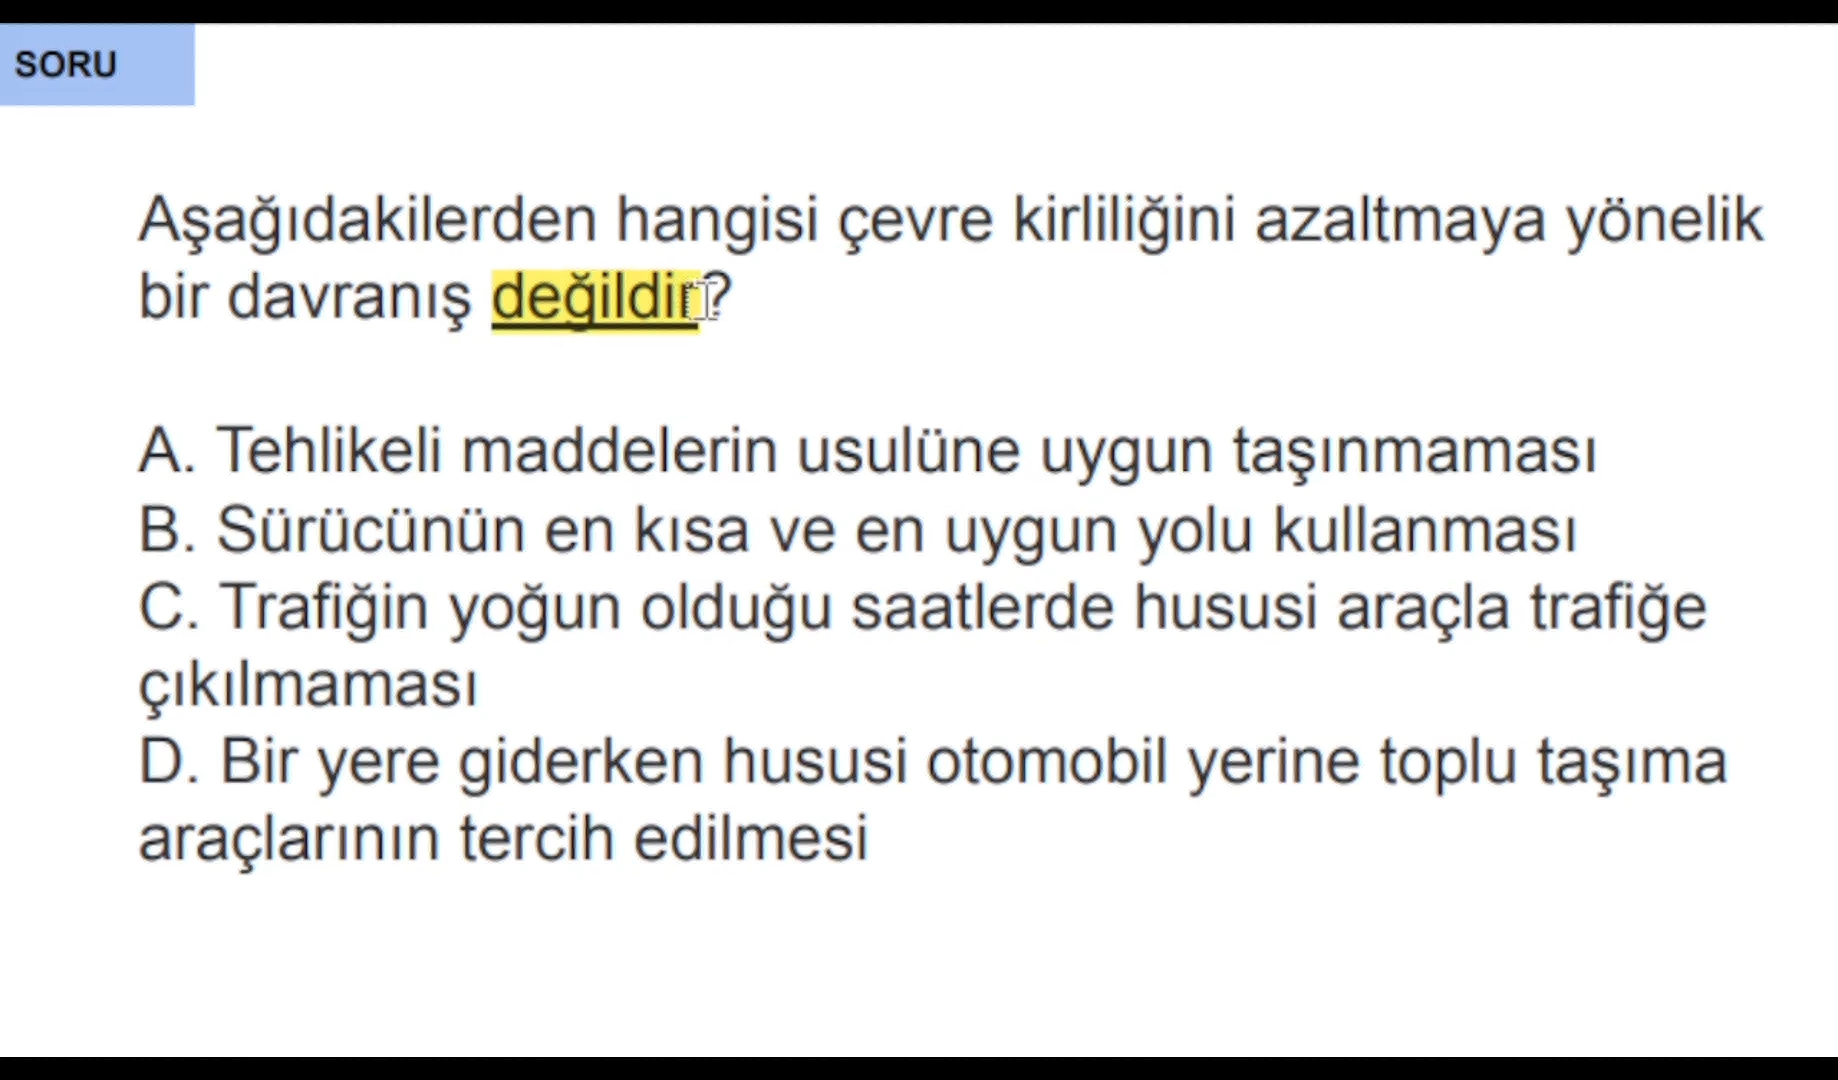 SORU
Aşağıdakilerden hangisi çevre kirliliğini azaltmaya yönelik
bir davranış değildir?
A. Tehlikeli maddelerin usulüne uygun taşınmaması
B. Sürücünün en kısa ve en uygun yolu kullanması
C. Trafiğin yoğun olduğu saatlerde hususi araçla trafiğe
çıkılmaması
D. Bir yere giderken hususi otomobil yerine toplu taşıma
araçlarının tercih edilmesi